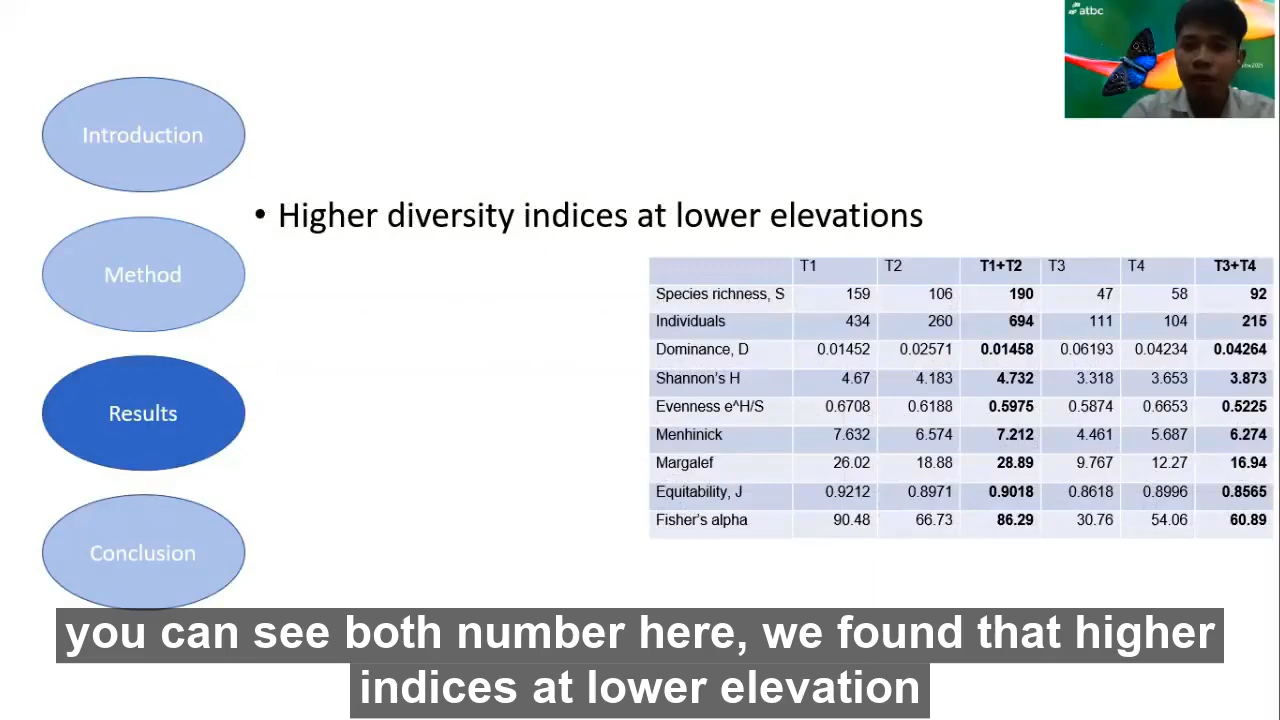 atbc
Introduction
Method
Results
Conclusion
• Higher diversity indices at lower elevations
T1 T2 T1+T2 T3 T4 T3+T4
Species richness, S 159 106 190 47 58 92
Individuals 434 260 694 111 104 215
Dominance, D 0.01452 0.02571 0.01458 0.06193 0.04234 0.04264
Shannon's H 4.67 4.183 4.732 3.318 3.653 3.873
Evenness e^H/S 0.6708 0.6188 0.5975 0.5874 0.6653 0.5225
Menhinick 7.632 6.574 7.212 4.461 5.687 6.274
Margalef 26.02 18.88 28.89 9.767 12.27 16.94
Equitability, J 0.9212 0.8971 0.9018 0.8618 0.8996 0.8565
Fisher's alpha 90.48 66.73 86.29 30.76 54.06 60.89
you can see both number here, we found that higher
indices at lower elevation